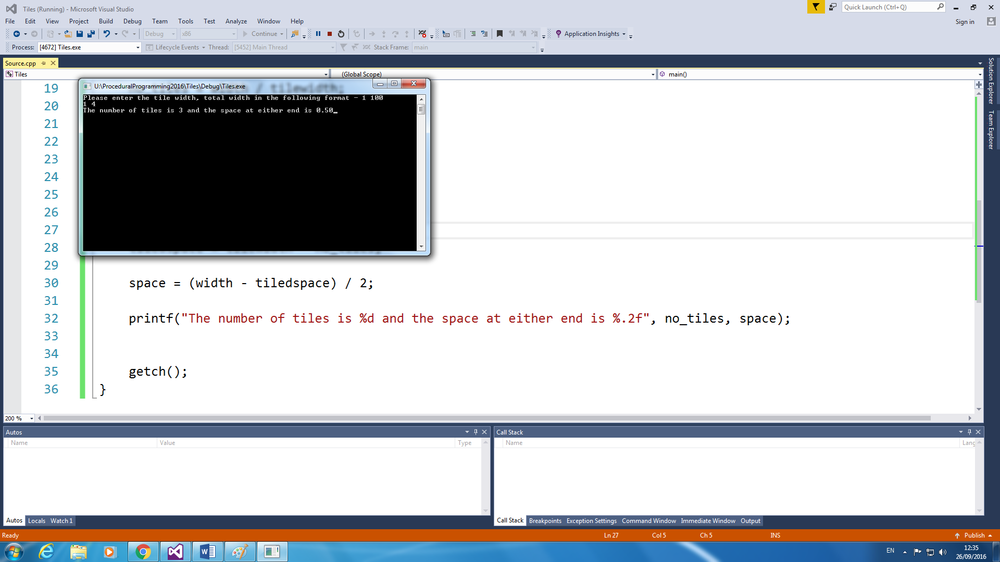 Tiles (Running) - Microsoft Visual Studio
Quick Launch (Ctrl+Q)
File Edit View Project Build Debug Team Tools Test Analyze Window Help
Sign in
Debug x86 Continue Application Insights
Process: [4672] Tiles.exe Lifecycle Events Thread: [5452] Main Thread Stack Frame: main
Source.cpp
Tiles (Global Scope) main()
U:\ProceduralProgramming2016\Tiles\Debug\Tiles.exe
Please enter the tile width, total width in the following format - 1 100
1 4
The number of tiles is 3 and the space at either end is 0.50_
19 / tilewidth;
20
21
22
23
24
25
26
27
28
29
30 space = (width - tiledspace) / 2;
31
32 printf("The number of tiles is %d and the space at either end is %.2f", no_tiles, space);
33
34
35 getch();
36 }
Solution Explorer
Team Explorer
200 %
Autos
Name Value Type
Autos Locals Watch 1
Call Stack
Name Lang
Call Stack Breakpoints Exception Settings Command Window Immediate Window Output
Ready Ln 27 Col 5 Ch 5 INS Publish
EN 12:35
26/09/2016